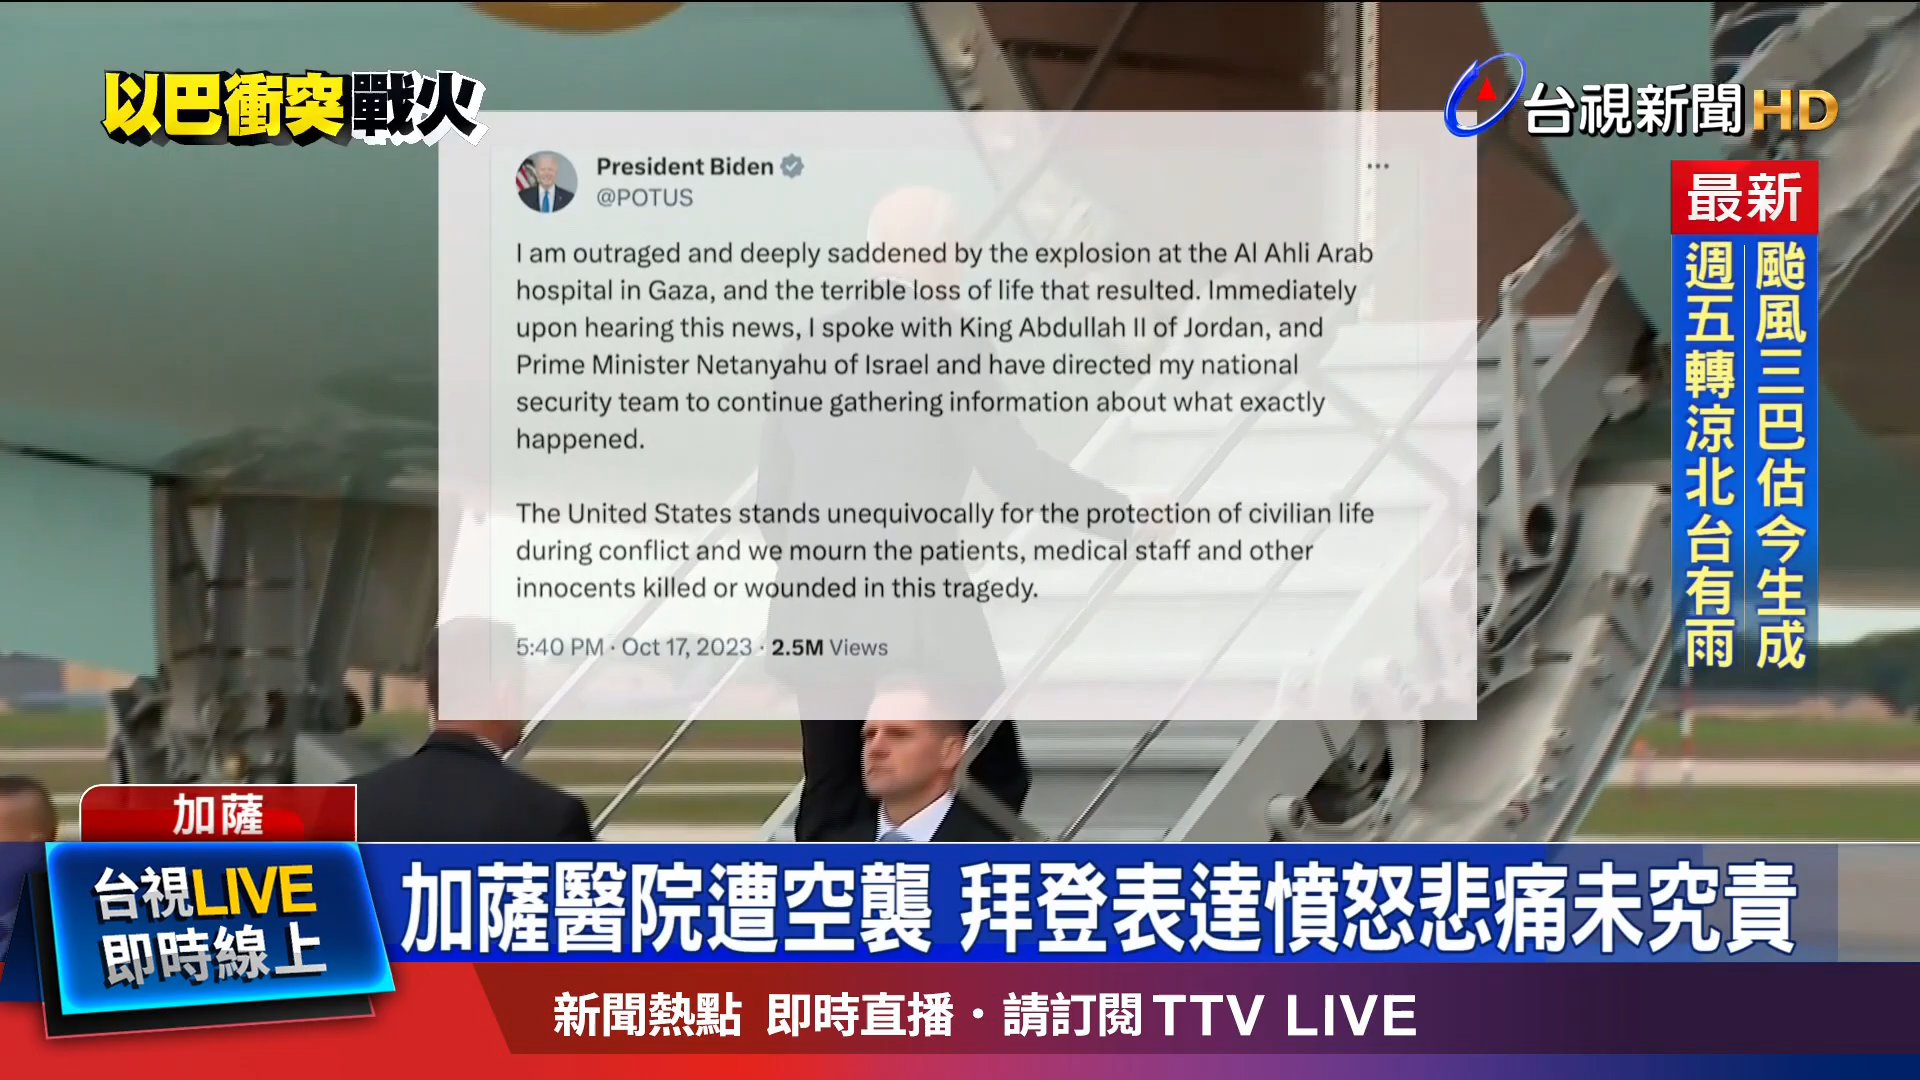 以巴衝突戰火
台視新聞HD
President Biden
@POTUS
I am outraged and deeply saddened by the explosion at the Al Ahli Arab
hospital in Gaza, and the terrible loss of life that resulted. Immediately
upon hearing this news, I spoke with King Abdullah II of Jordan, and
Prime Minister Netanyahu of Israel and have directed my national
security team to continue gathering information about what exactly
happened.
The United States stands unequivocally for the protection of civilian life
during conflict and we mourn the patients, medical staff and other
innocents killed or wounded in this tragedy.
5:40 PM · Oct 17, 2023 · 2.5M Views
最新
颱風三巴估今生成
週五轉涼北台有雨
加薩
台視LIVE
即時線上
加薩醫院遭空襲 拜登表達憤怒悲痛未究責
新聞熱點 即時直播・請訂閱TTV LIVE